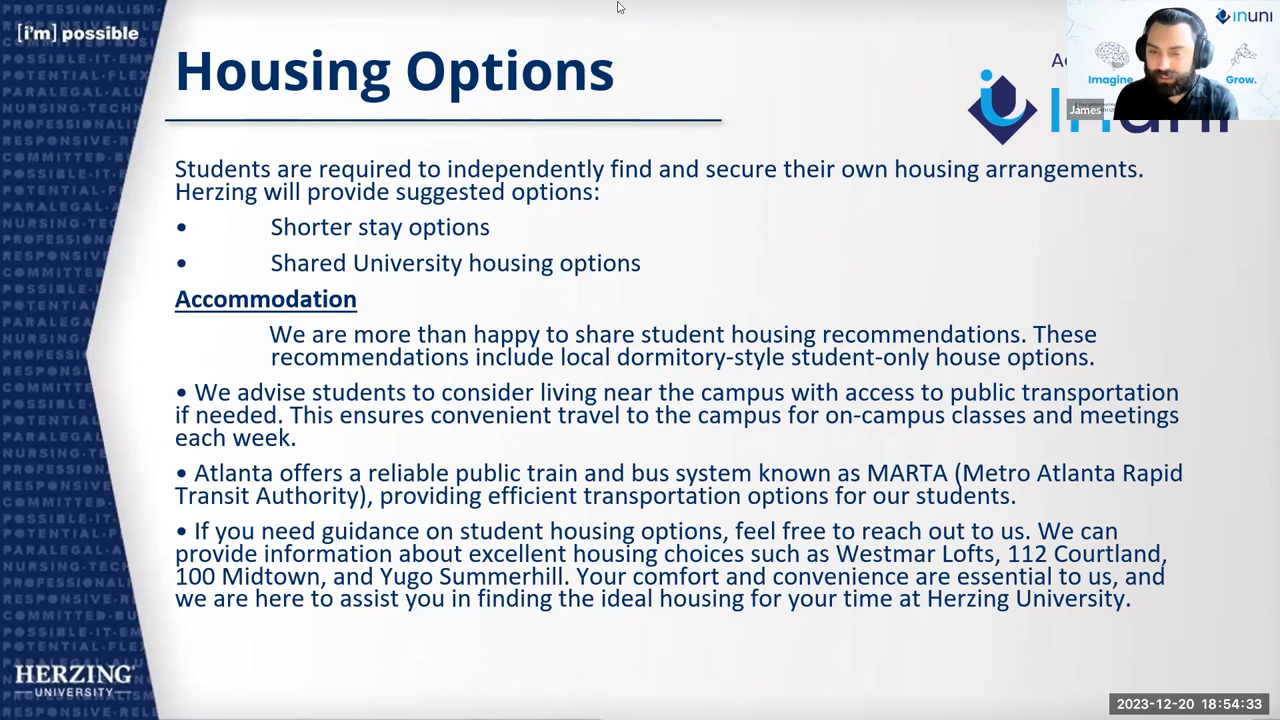 [i'm] possible
Housing Options
inuni
Imagine
Grow.
James
Students are required to independently find and secure their own housing arrangements.
Herzing will provide suggested options:
• Shorter stay options
• Shared University housing options
Accommodation
We are more than happy to share student housing recommendations. These
recommendations include local dormitory-style student-only house options.
• We advise students to consider living near the campus with access to public transportation
if needed. This ensures convenient travel to the campus for on-campus classes and meetings
each week.
• Atlanta offers a reliable public train and bus system known as MARTA (Metro Atlanta Rapid
Transit Authority), providing efficient transportation options for our students.
• If you need guidance on student housing options, feel free to reach out to us. We can
provide information about excellent housing choices such as Westmar Lofts, 112 Courtland,
100 Midtown, and Yugo Summerhill. Your comfort and convenience are essential to us, and
we are here to assist you in finding the ideal housing for your time at Herzing University.
HERZING
UNIVERSITY
2023-12-20 18:54:33